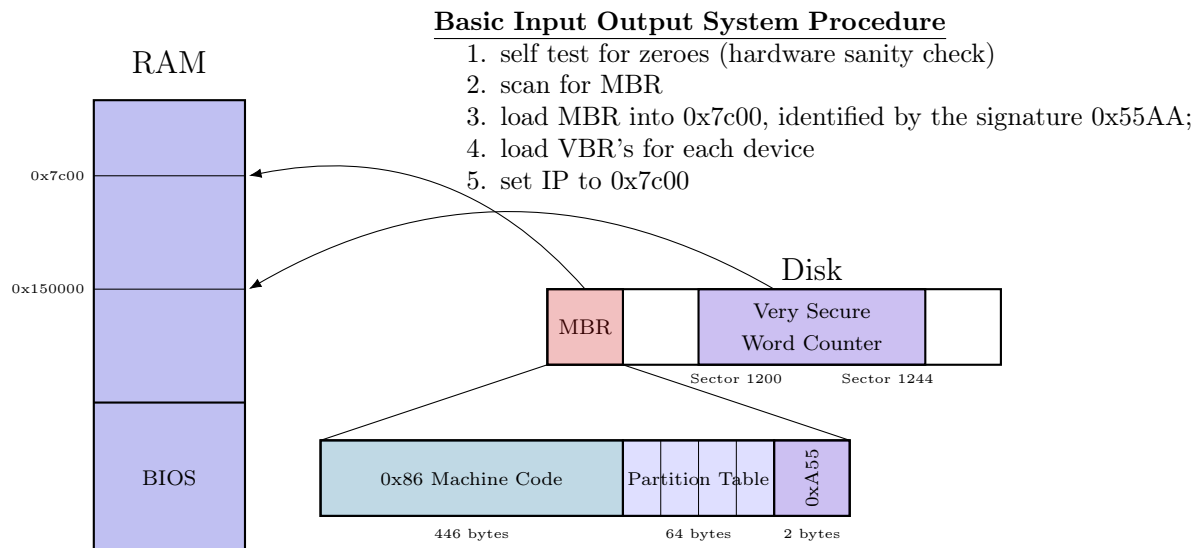 Basic Input Output System Procedure
1. self test for zeroes (hardware sanity check)
2. scan for MBR
3. load MBR into 0x7c00, identified by the signature 0x55AA;
4. load VBR's for each device
5. set IP to 0x7c00
RAM
0x7c00
0x150000
BIOS
Disk
MBR
Very Secure
Word Counter
Sector 1200
Sector 1244
0x86 Machine Code
Partition Table
0xA55
446 bytes
64 bytes
2 bytes